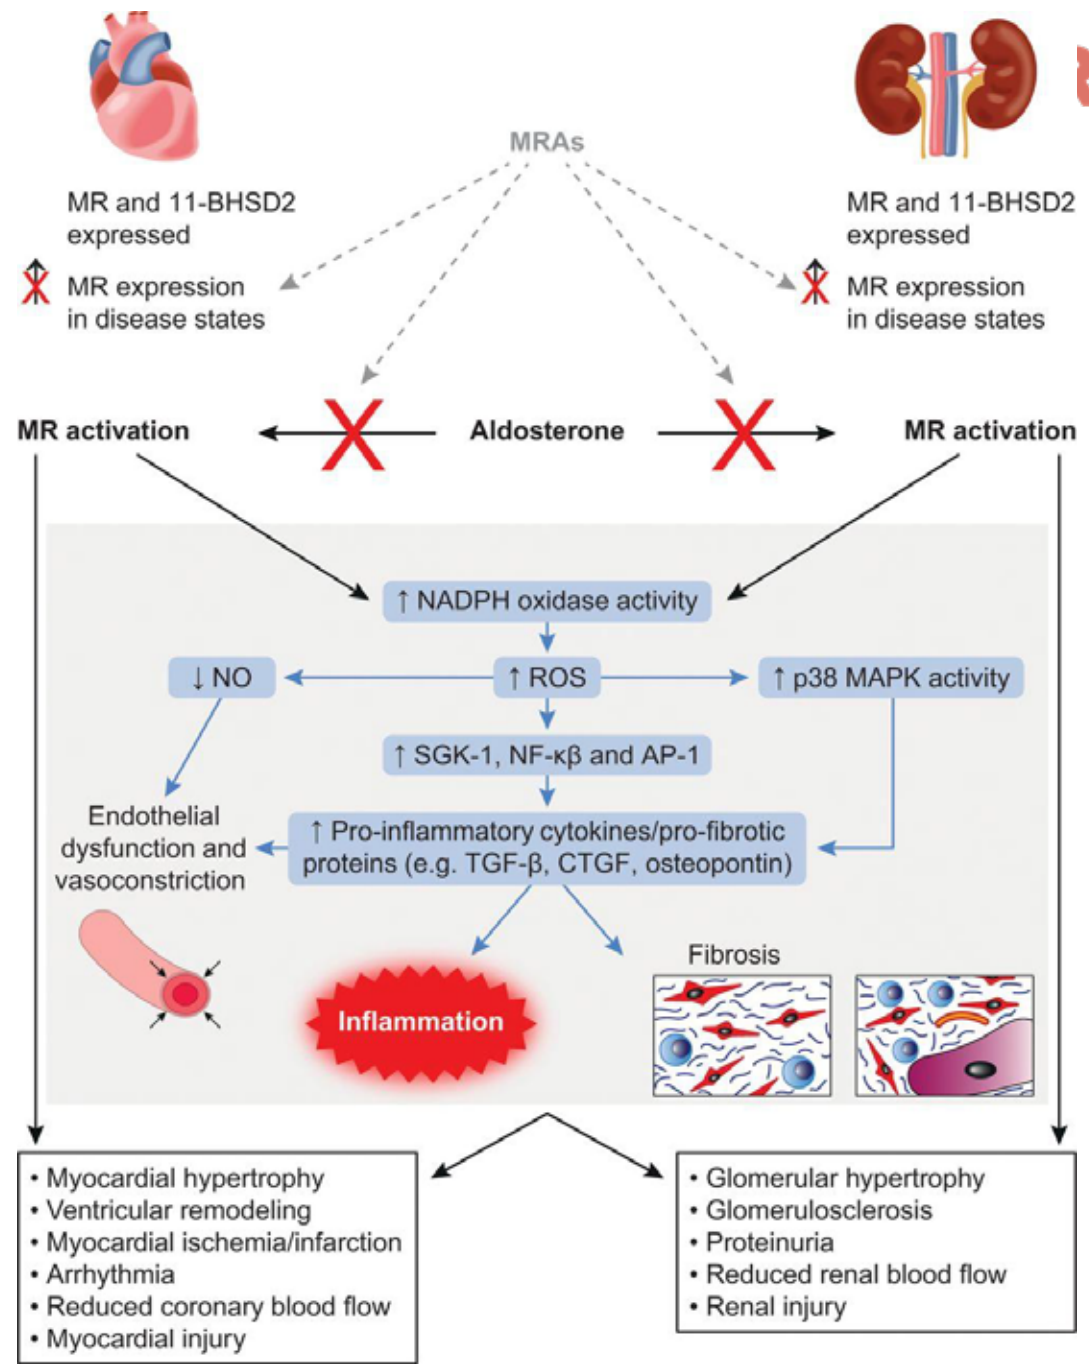 MRAs
MR and 11-BHSD2
expressed
↑ MR expression
in disease states
MR and 11-BHSD2
expressed
↑ MR expression
in disease states
MR activation
Aldosterone
MR activation
↑ NADPH oxidase activity
↓ NO
↑ ROS
↑ p38 MAPK activity
↑ SGK-1, NF-κβ and AP-1
Endothelial
dysfunction and
vasoconstriction
↑ Pro-inflammatory cytokines/pro-fibrotic
proteins (e.g. TGF-β, CTGF, osteopontin)
Inflammation
Fibrosis
• Myocardial hypertrophy
• Ventricular remodeling
• Myocardial ischemia/infarction
• Arrhythmia
• Reduced coronary blood flow
• Myocardial injury
• Glomerular hypertrophy
• Glomerulosclerosis
• Proteinuria
• Reduced renal blood flow
• Renal injury